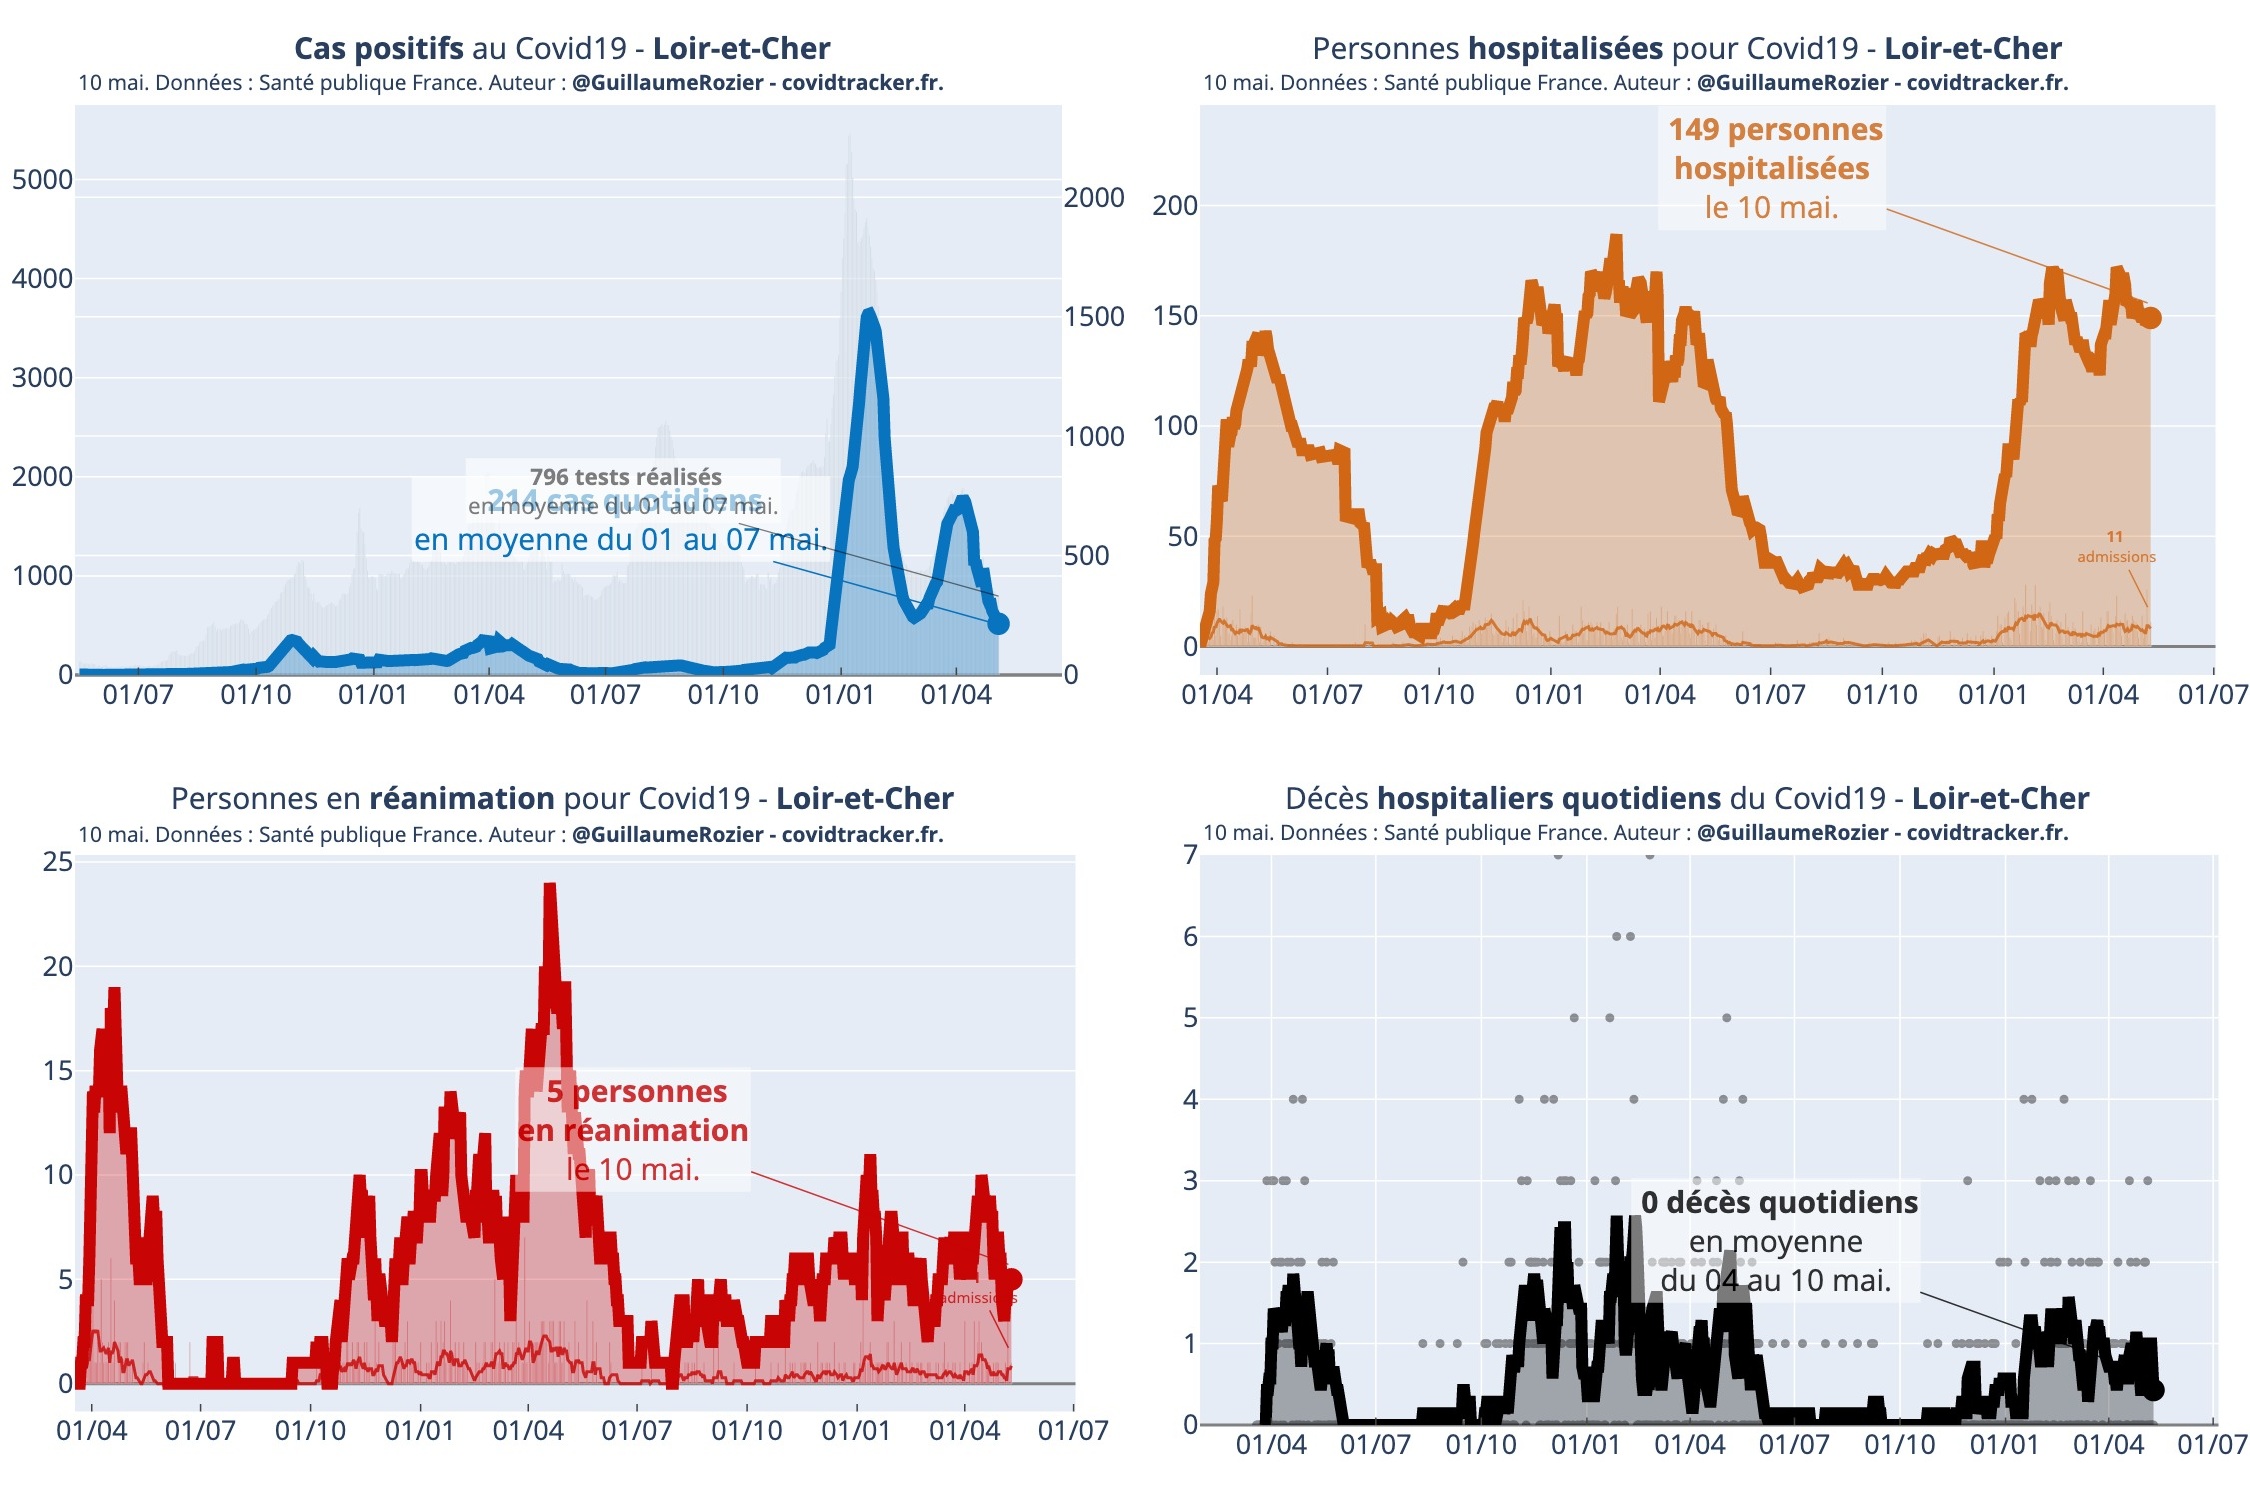 Cas positifs au Covid19 - Loir-et-Cher
10 mai. Données : Santé publique France. Auteur : @GuillaumeRozier - covidtracker.fr.
5000
4000
3000
2000
1000
0
2000
1500
1000
500
0
796 tests réalisés
en moyenne du 01 au 07 mai.
214 cas quotidiens
en moyenne du 01 au 07 mai.
01/07 01/10 01/01 01/04 01/07 01/10 01/01 01/04
Personnes hospitalisées pour Covid19 - Loir-et-Cher
10 mai. Données : Santé publique France. Auteur : @GuillaumeRozier - covidtracker.fr.
149 personnes
hospitalisées
le 10 mai.
200
150
100
50
0
11
admissions
01/04 01/07 01/10 01/01 01/04 01/07 01/10 01/01 01/04 01/07
Personnes en réanimation pour Covid19 - Loir-et-Cher
10 mai. Données : Santé publique France. Auteur : @GuillaumeRozier - covidtracker.fr.
25
20
15
10
5
0
5 personnes
en réanimation
le 10 mai.
admissions
01/04 01/07 01/10 01/01 01/04 01/07 01/10 01/01 01/04 01/07
Décès hospitaliers quotidiens du Covid19 - Loir-et-Cher
10 mai. Données : Santé publique France. Auteur : @GuillaumeRozier - covidtracker.fr.
7
6
5
4
3
2
1
0
0 décès quotidiens
en moyenne
du 04 au 10 mai.
01/04 01/07 01/10 01/01 01/04 01/07 01/10 01/01 01/04 01/07